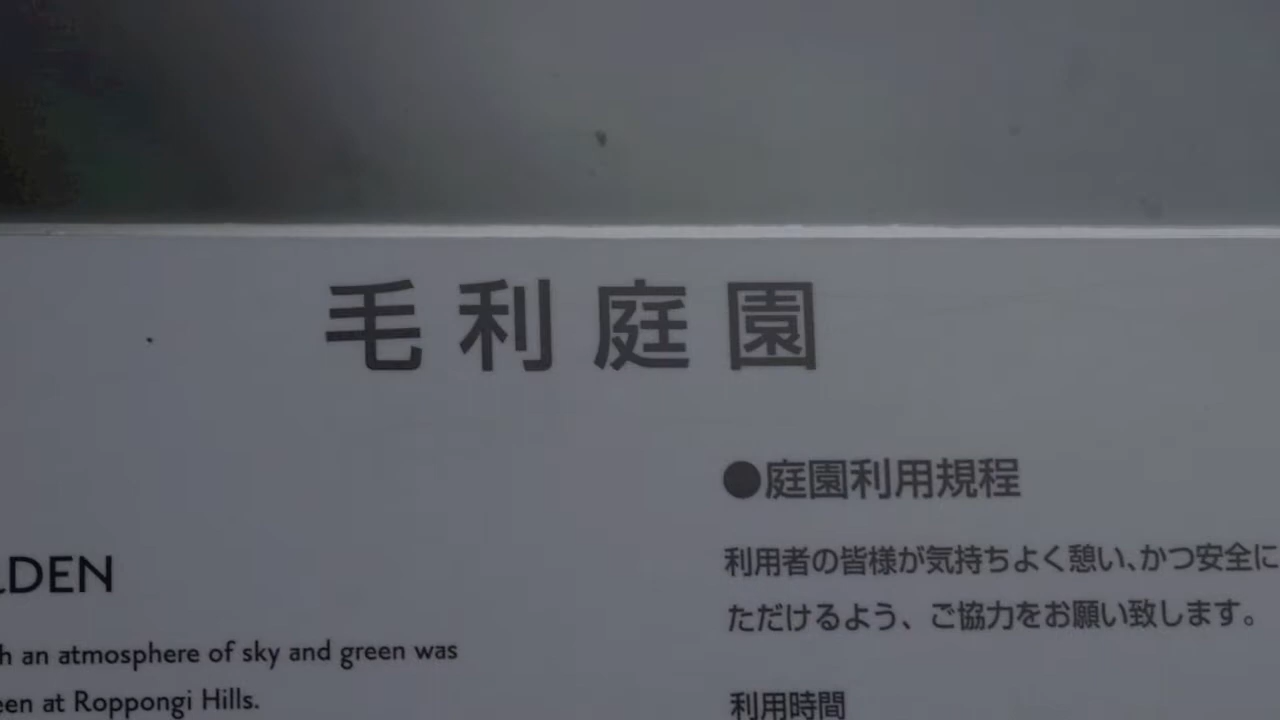 毛利庭園
DEN
an atmosphere of sky and green was
at Roppongi Hills.
●庭園利用規程
利用者の皆様が気持ちよく憩い、かつ安全に
ただけるよう、ご協力をお願い致します。
利用時間